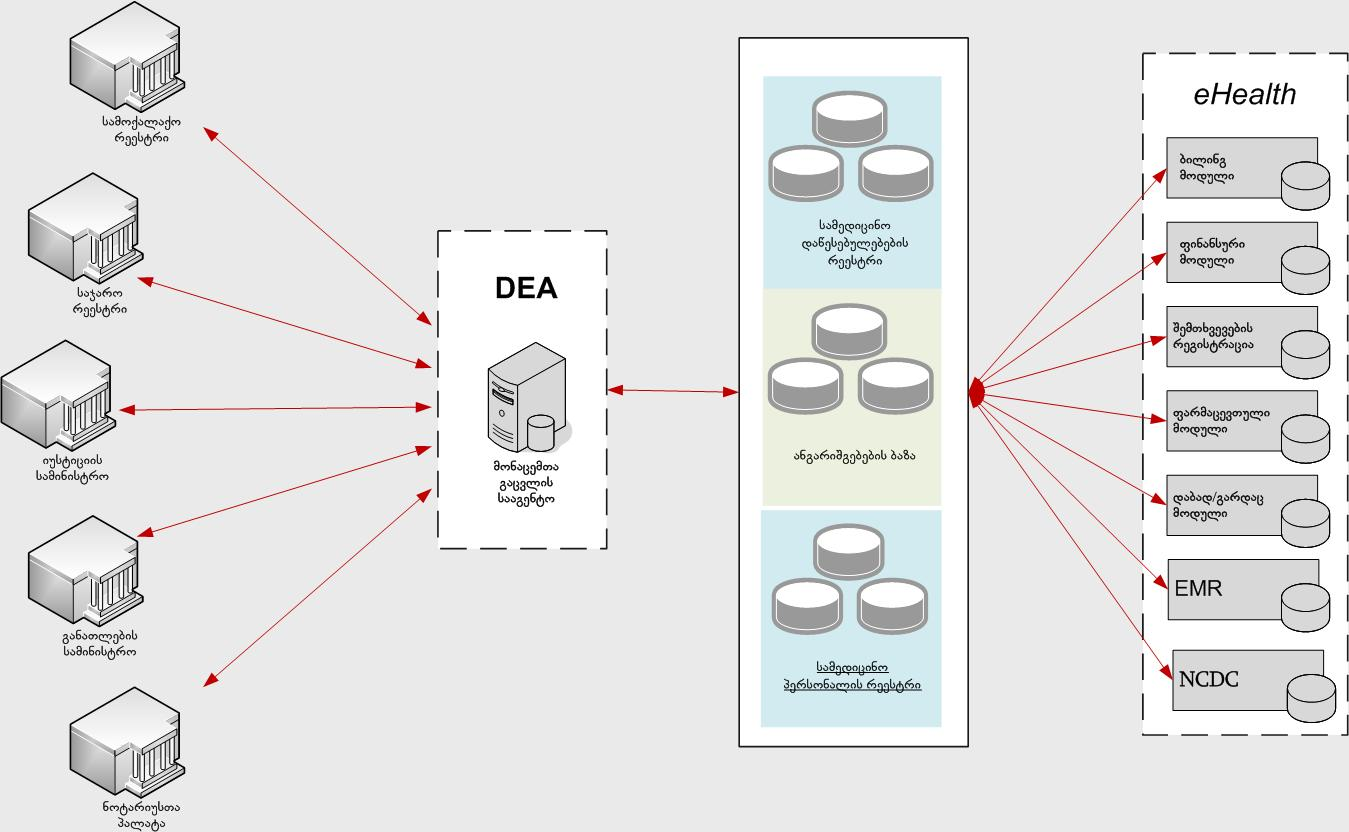 სამოქალაქო
რეესტრი
საჯარო
რეესტრი
იუსტიციის
სამინისტრო
განათლების
სამინისტრო
ნოტარიუსთა
პალატა
DEA
მონაცემთა
გაცვლის
სააგენტო
სამედიცინო
დაწესებულებების
რეესტრი
ანგარიშგებების ბაზა
სამედიცინო
პერსონალის რეესტრი
eHealth
ბილინგ
მოდული
ფინანსური
მოდული
შემთხვევების
რეგისტრაცია
ფარმაცევთული
მოდული
დაბად/გარდაც
მოდული
EMR
NCDC